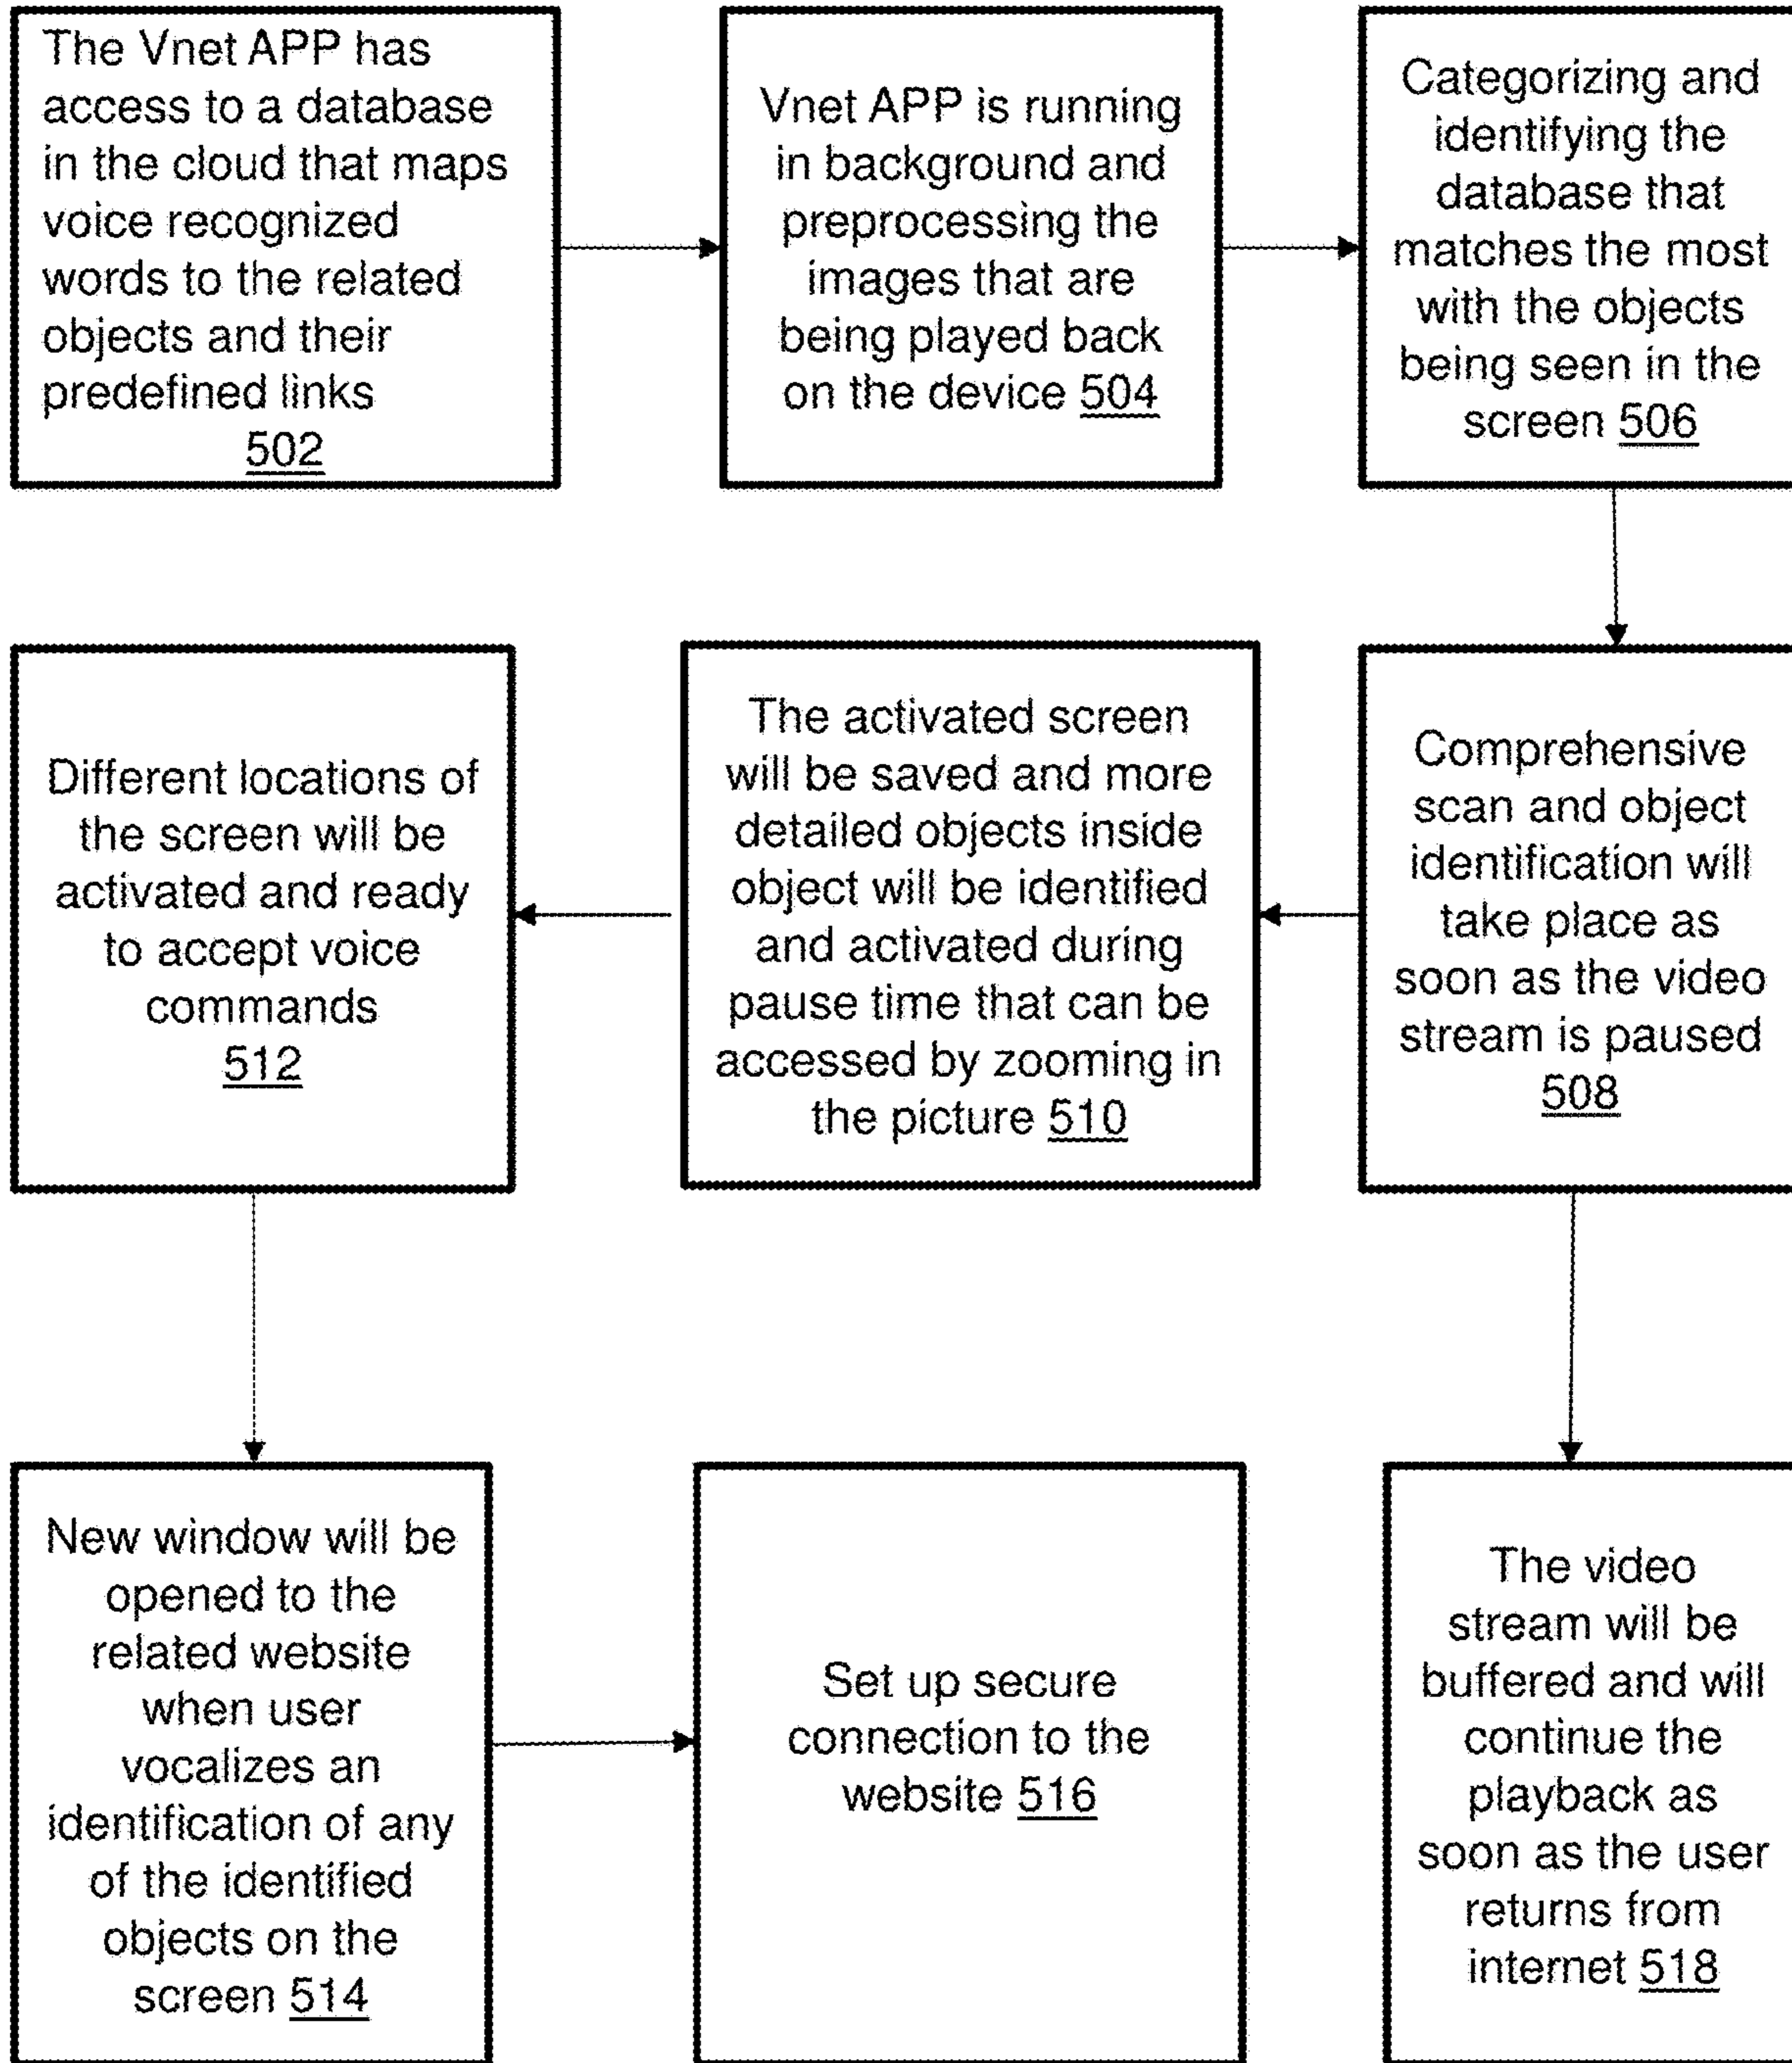 The Vnet APP has
access to a database
in the cloud that maps
voice recognized
words to the related
objects and their
predefined links
502
Vnet APP is running
in background and
preprocessing the
images that are
being played back
on the device 504
Categorizing and
identifying the
database that
matches the most
with the objects
being seen in the
screen 506
Comprehensive
scan and object
identification will
take place as
soon as the video
stream is paused
508
The activated screen
will be saved and more
detailed objects inside
object will be identified
and activated during
pause time that can be
accessed by zooming in
the picture 510
Different locations of
the screen will be
activated and ready
to accept voice
commands
512
New window will be
opened to the
related website
when user
vocalizes an
identification of any
of the identified
objects on the
screen 514
Set up secure
connection to the
website 516
The video
stream will be
buffered and will
continue the
playback as
soon as the user
returns from
internet 518